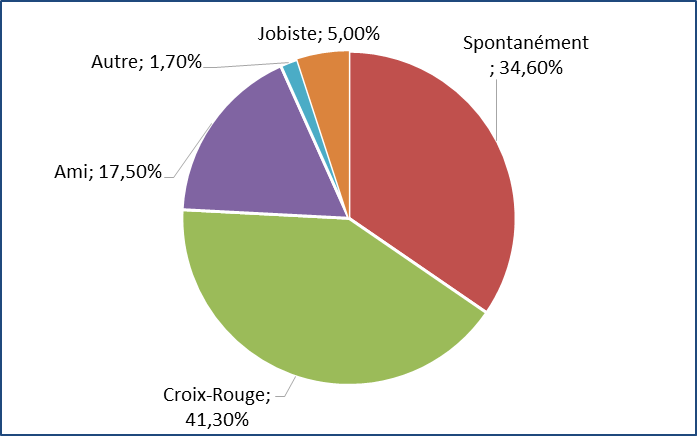 Jobiste; 5,00%
Spontanément
; 34,60%
Autre; 1,70%
Ami; 17,50%
Croix-Rouge;
41,30%